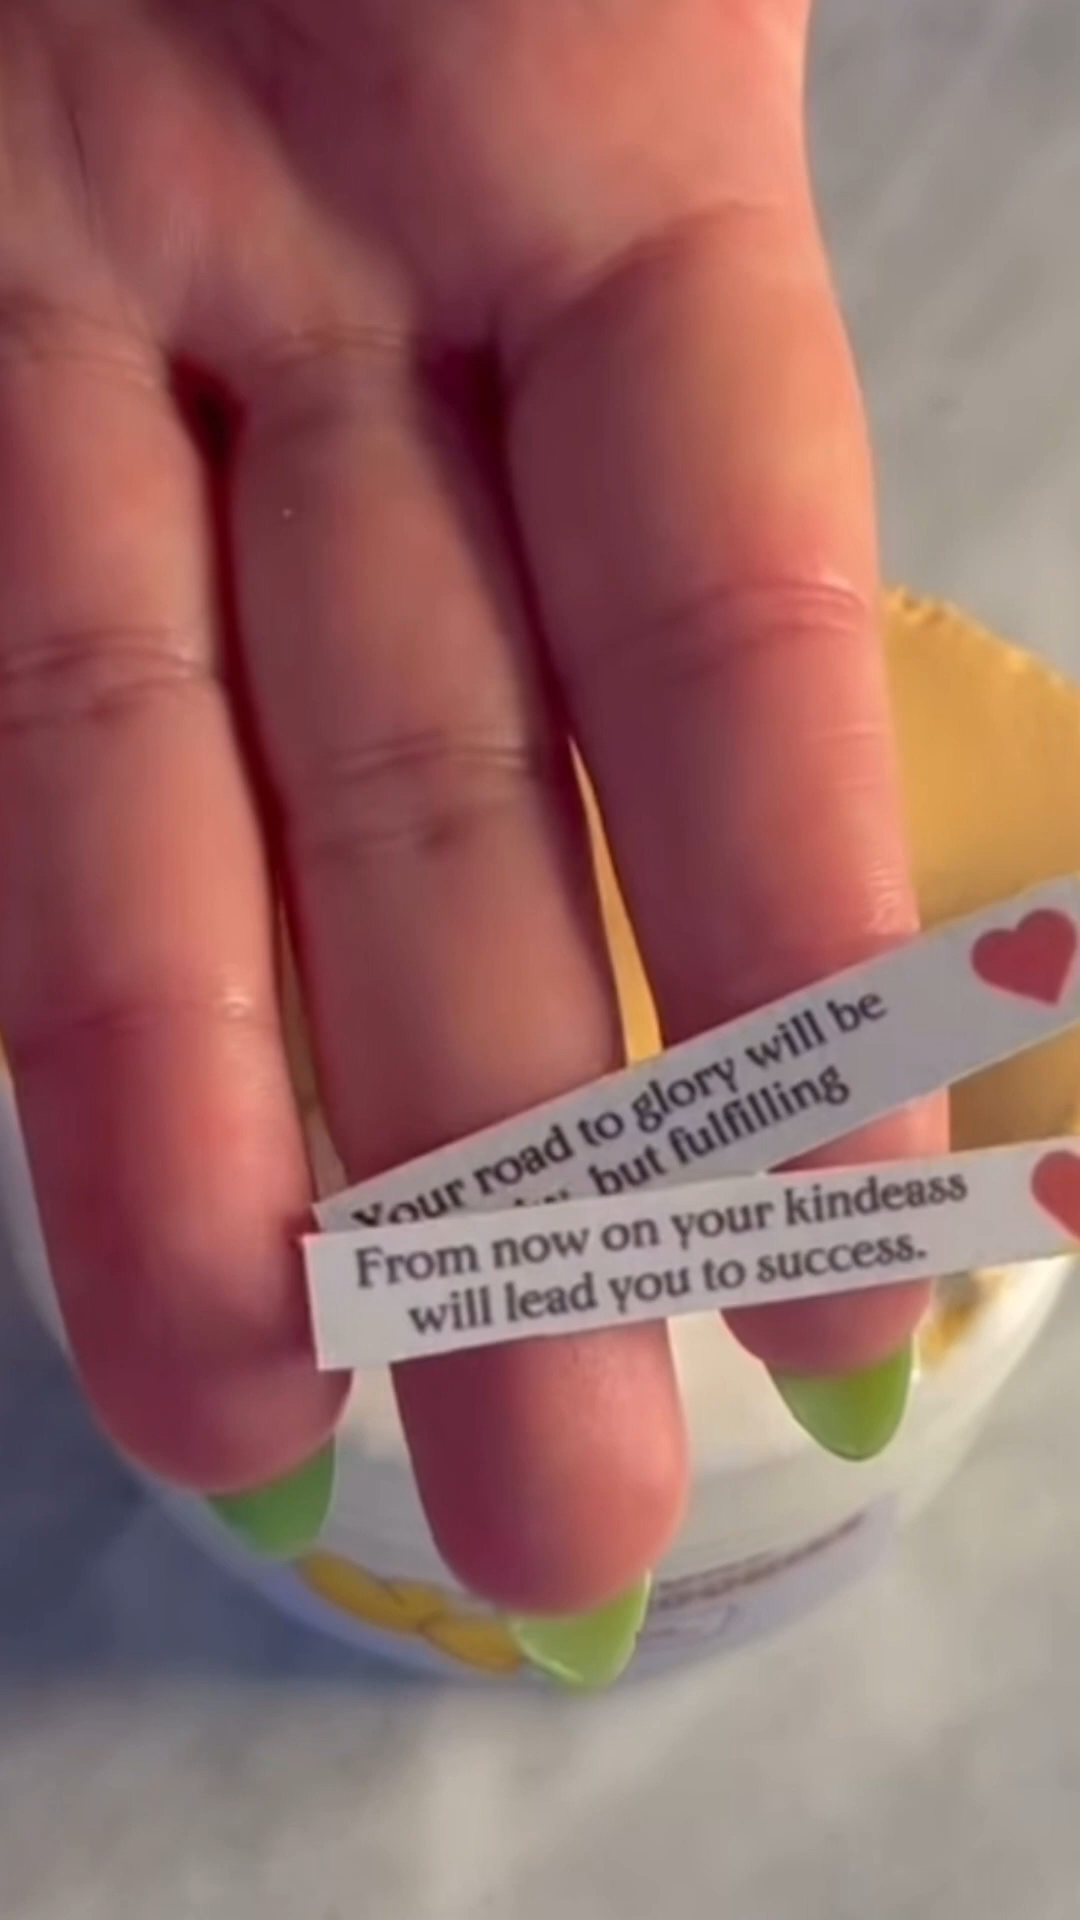 Your road to glory will be
but fulfilling
From now on your kindeass
will lead you to success.